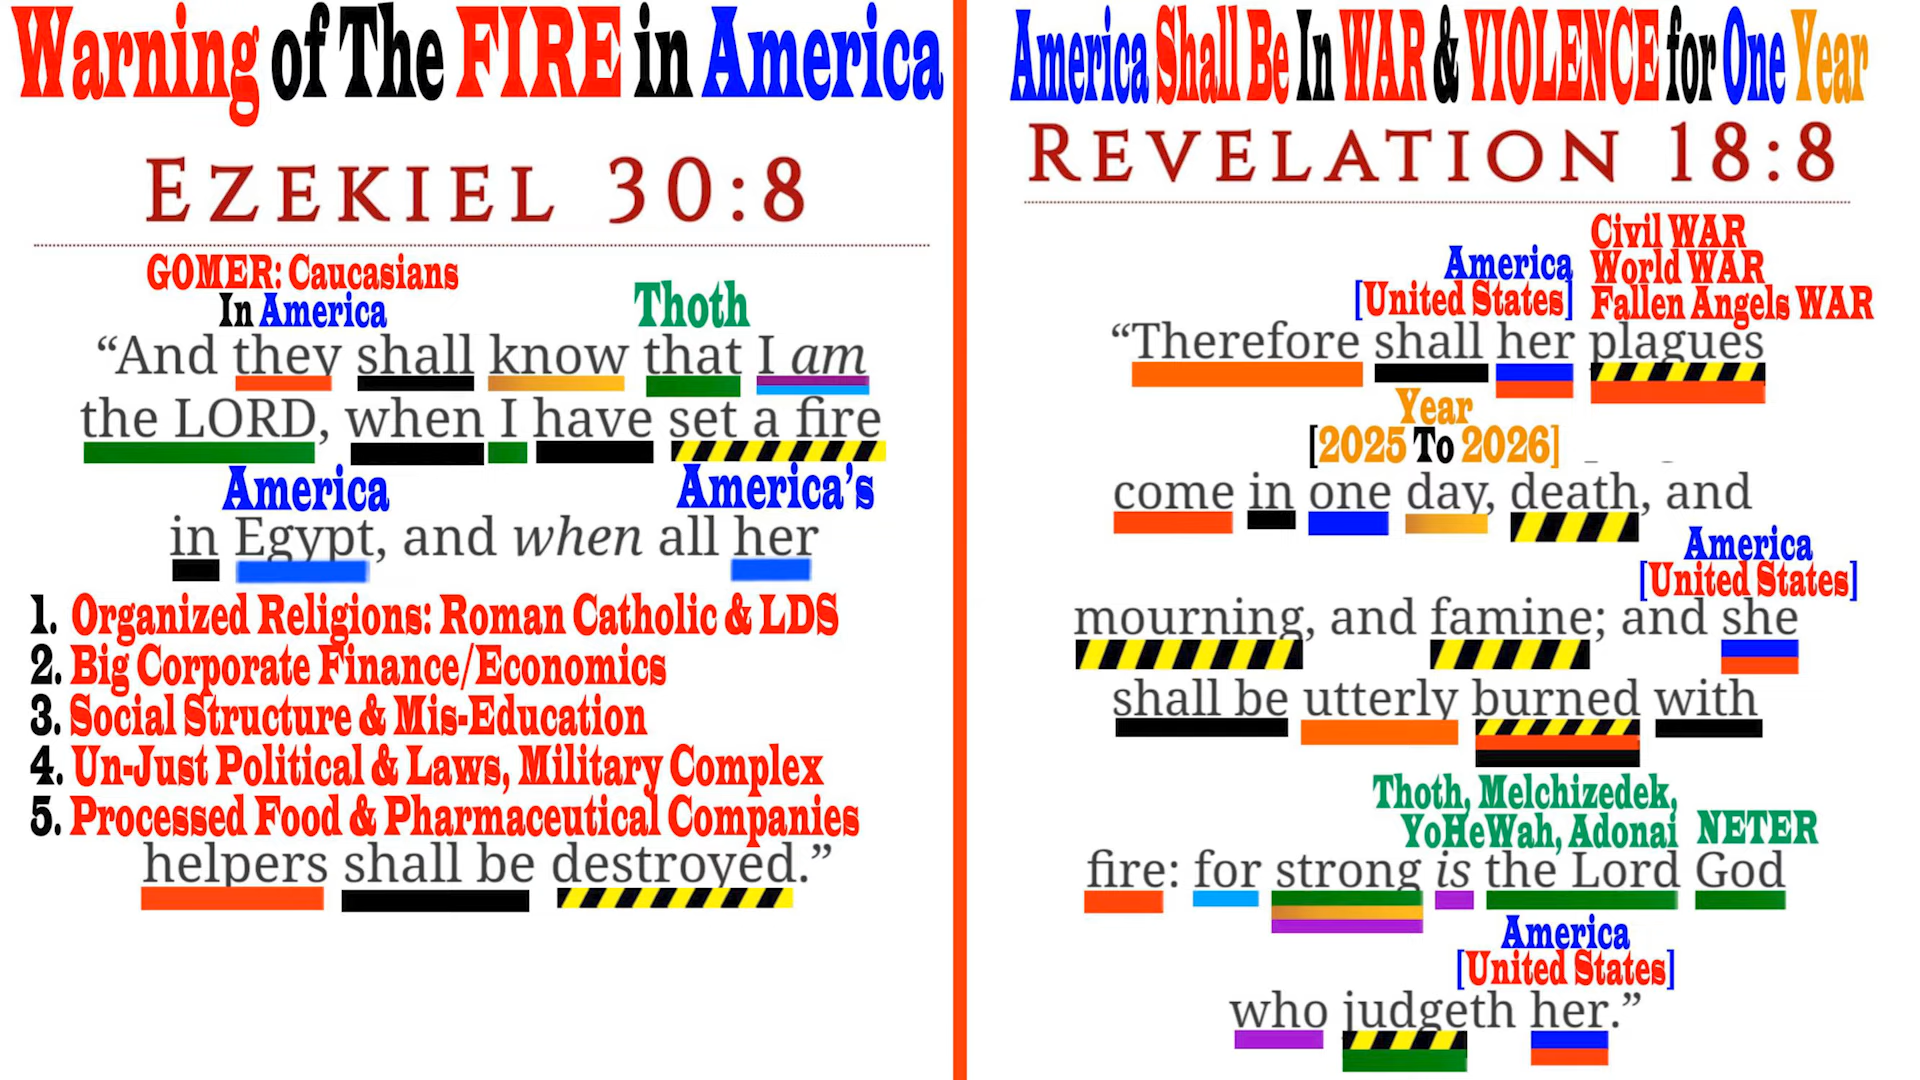 Warning of The FIRE in America
EZEKIEL 30:8
GOMER: Caucasians
In America
Thoth
“And they shall know that I am
the LORD, when I have set a fire
America
America’s
in Egypt, and when all her
1. Organized Religions: Roman Catholic & LDS
2. Big Corporate Finance/Economics
3. Social Structure & Mis-Education
4. Un-Just Political & Laws, Military Complex
5. Processed Food & Pharmaceutical Companies
helpers shall be destroyed.”
America Shall Be In WAR & VIOLENCE for One Year
REVELATION 18:8
Civil WAR
America World WAR
[United States] Fallen Angels WAR
“Therefore shall her plagues
Year
[2025 To 2026]
come in one day, death, and
America
[United States]
mourning, and famine; and she
shall be utterly burned with
Thoth, Melchizedek,
YoHeWah, Adonai NETER
fire: for strong is the Lord God
America
[United States]
who judgeth her.”